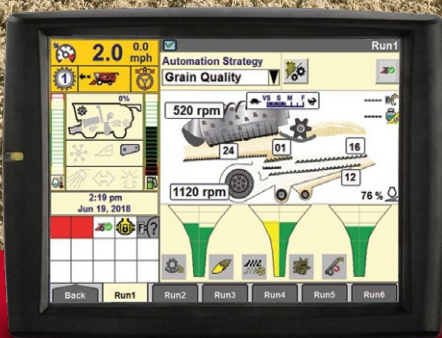 2.0
0.0
mph
Run1
Automation Strategy
Grain Quality
1
0%
VS S M F
520 rpm
24
01
16
12
1120 rpm
76 %
2:19 pm
Jun 19, 2018
F:?
Back
Run1
Run2
Run3
Run4
Run5
Run6